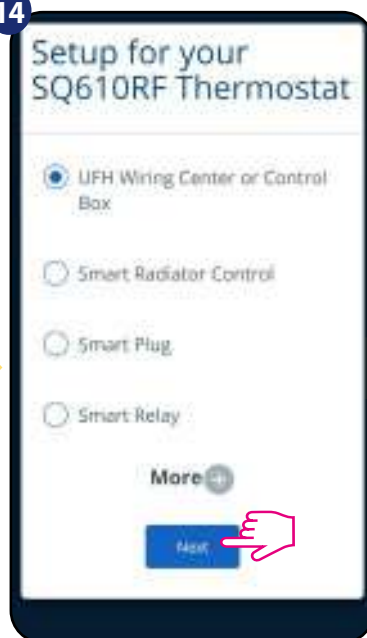 14
Setup for your
SQ610RF Thermostat
UFH Wiring Center or Control
Box
Smart Radiator Control
Smart Plug
Smart Relay
More
Next